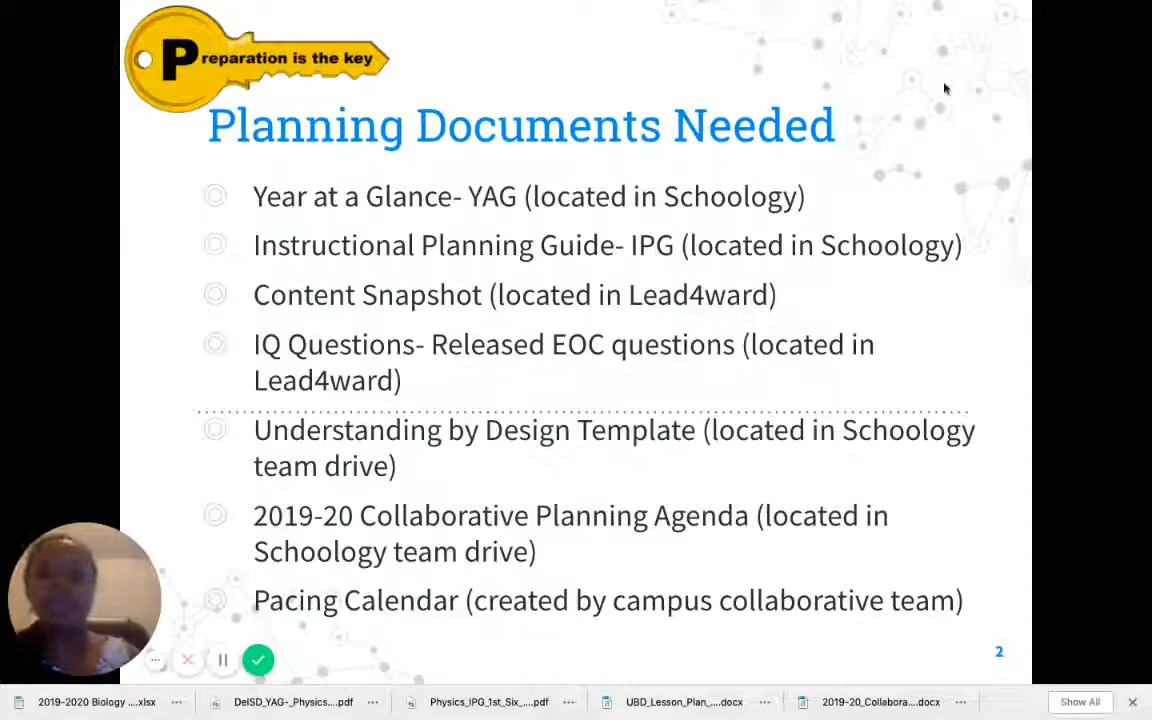 Preparation is the key
Planning Documents Needed
Year at a Glance- YAG (located in Schoology)
Instructional Planning Guide- IPG (located in Schoology)
Content Snapshot (located in Lead4ward)
IQ Questions- Released EOC questions (located in
Lead4ward)
Understanding by Design Template (located in Schoology
team drive)
2019-20 Collaborative Planning Agenda (located in
Schoology team drive)
Pacing Calendar (created by campus collaborative team)
2
2019-2020 Biology ....xlsx
DeISD_YAG-_Physics....pdf
Physics_IPG_1st_Six_....pdf
UBD_Lesson_Plan_....docx
2019-20_Collabora....docx
Show All